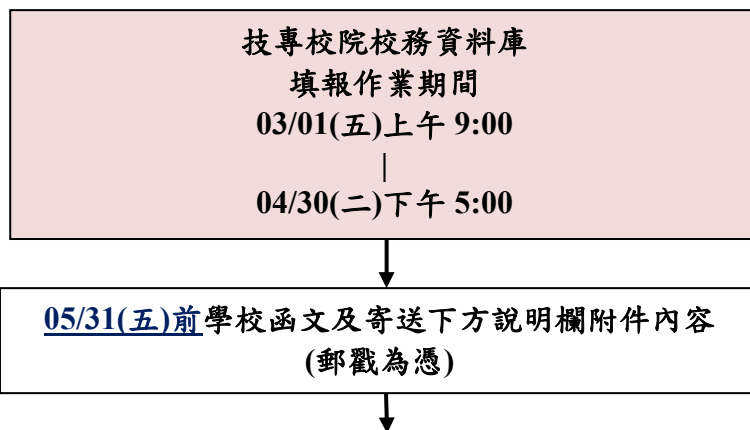 技專校院校務資料庫
填報作業期間
03/01(五)上午 9:00
|
04/30(二)下午 5:00
05/31(五)前學校函文及寄送下方說明欄附件內容
(郵戳為憑)